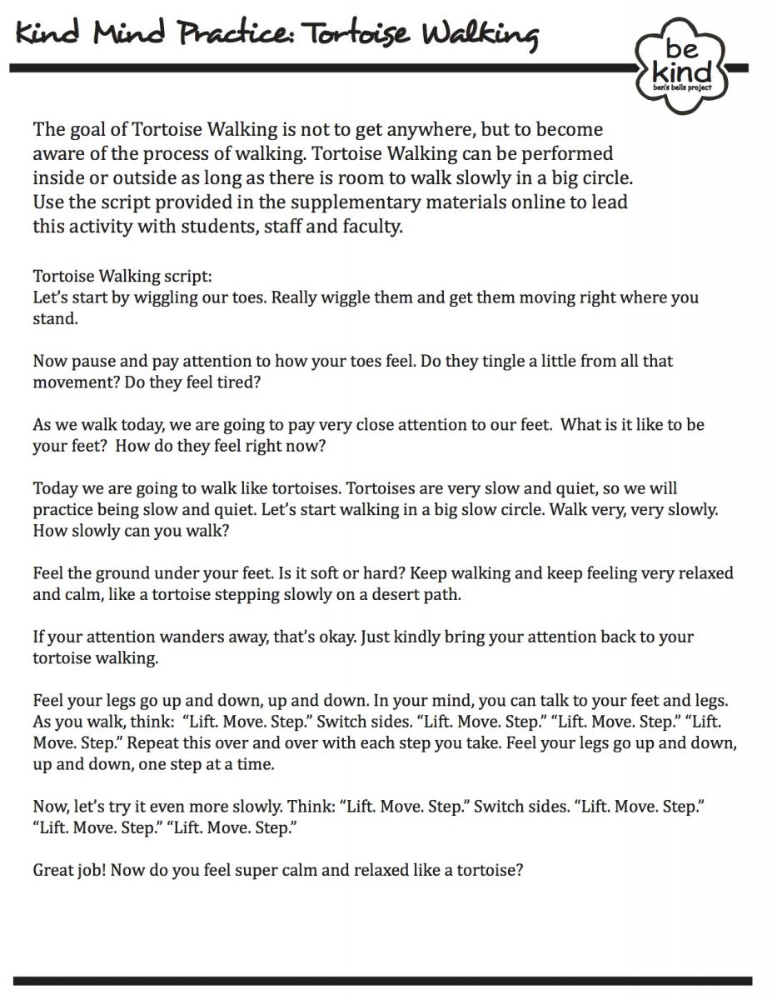 Kind Mind Practice: Tortoise Walking
be
kind
ben's bells project
The goal of Tortoise Walking is not to get anywhere, but to become
aware of the process of walking. Tortoise Walking can be performed
inside or outside as long as there is room to walk slowly in a big circle.
Use the script provided in the supplementary materials online to lead
this activity with students, staff and faculty.
Tortoise Walking script:
Let’s start by wiggling our toes. Really wiggle them and get them moving right where you
stand.
Now pause and pay attention to how your toes feel. Do they tingle a little from all that
movement? Do they feel tired?
As we walk today, we are going to pay very close attention to our feet.  What is it like to be
your feet?  How do they feel right now?
Today we are going to walk like tortoises. Tortoises are very slow and quiet, so we will
practice being slow and quiet. Let’s start walking in a big slow circle. Walk very, very slowly.
How slowly can you walk?
Feel the ground under your feet. Is it soft or hard? Keep walking and keep feeling very relaxed
and calm, like a tortoise stepping slowly on a desert path.
If your attention wanders away, that’s okay. Just kindly bring your attention back to your
tortoise walking.
Feel your legs go up and down, up and down. In your mind, you can talk to your feet and legs.
As you walk, think:  “Lift. Move. Step.” Switch sides. “Lift. Move. Step.” “Lift. Move. Step.” “Lift.
Move. Step.” Repeat this over and over with each step you take. Feel your legs go up and down,
up and down, one step at a time.
Now, let’s try it even more slowly. Think: “Lift. Move. Step.” Switch sides. “Lift. Move. Step.”
“Lift. Move. Step.” “Lift. Move. Step.”
Great job! Now do you feel super calm and relaxed like a tortoise?